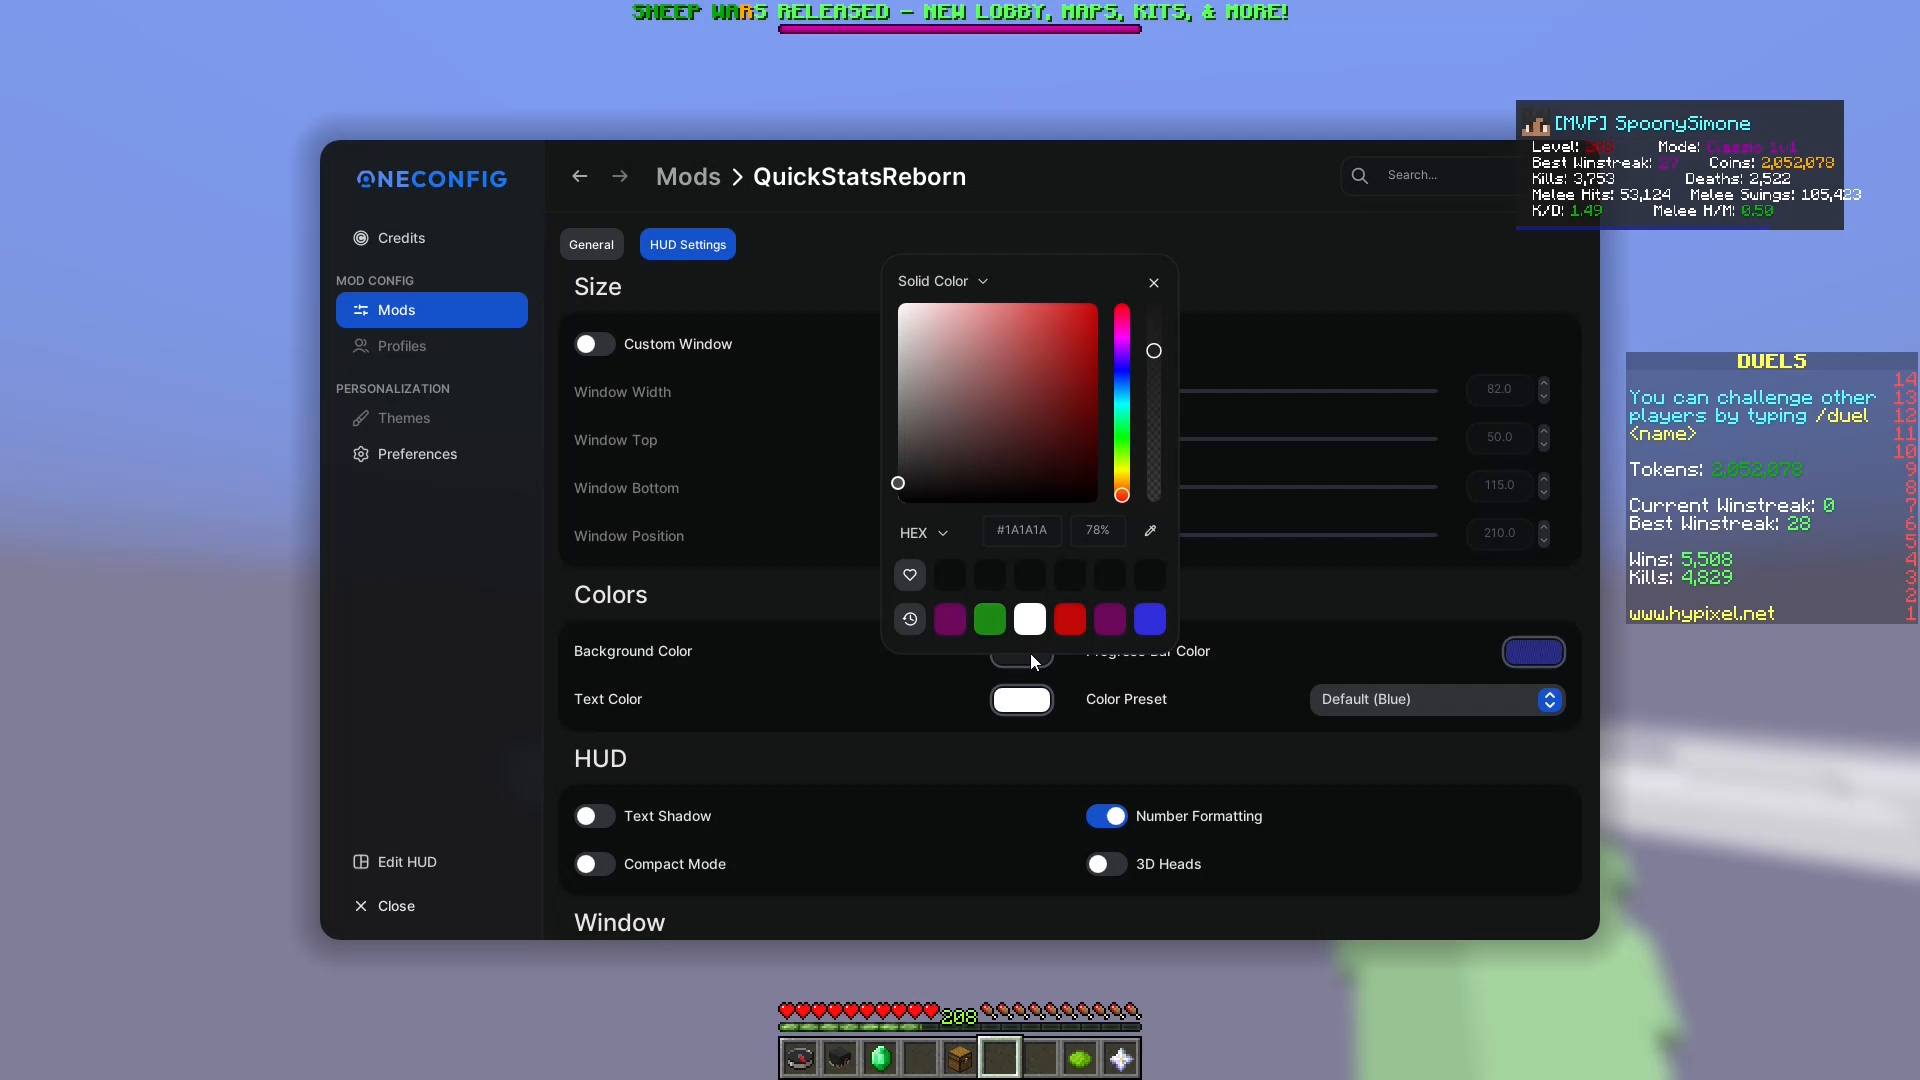 SHEEP WARS RELEASED – NEW LOBBY, MAPS, KITS, & MORE!
ONECONFIG
Credits
MOD CONFIG
Mods
Profiles
PERSONALIZATION
Themes
Preferences
Edit HUD
Close
Mods > QuickStatsReborn
Search...
General
HUD Settings
Size
Custom Window
Window Width
82.0
Window Top
50.0
Window Bottom
115.0
Window Position
210.0
Colors
Background Color
Progress Bar Color
Text Color
Color Preset
Default (Blue)
HUD
Text Shadow
Number Formatting
Compact Mode
3D Heads
Window
Solid Color
HEX
#1A1A1A
78%
[MVP] SpoonySimone
Level: 208 Mode: Classic 1v1
Best Winstreak: 27 Coins: 2,052,078
Kills: 3,753 Deaths: 2,522
Melee Hits: 53,124 Melee Swings: 105,423
K/D: 1.49 Melee H/M: 0.50
DUELS
14
You can challenge other 13
players by typing /duel 12
<name> 11
10
Tokens: 2,052,078 9
8
Current Winstreak: 0 7
Best Winstreak: 28 6
5
Wins: 5,508 4
Kills: 4,829 3
2
www.hypixel.net 1
208